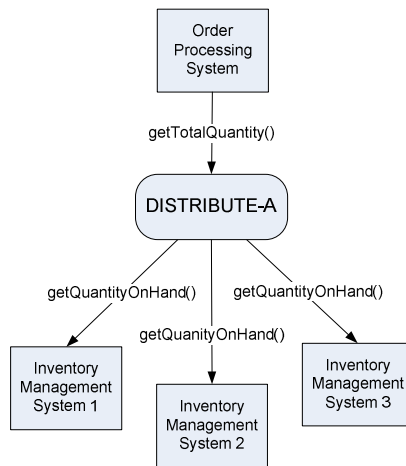 Order
Processing
System
getTotalQuantity()
DISTRIBUTE-A
getQuantityOnHand()
getQuantityOnHand()
getQuanityOnHand()
Inventory
Management
System 1
Inventory
Management
System 2
Inventory
Management
System 3